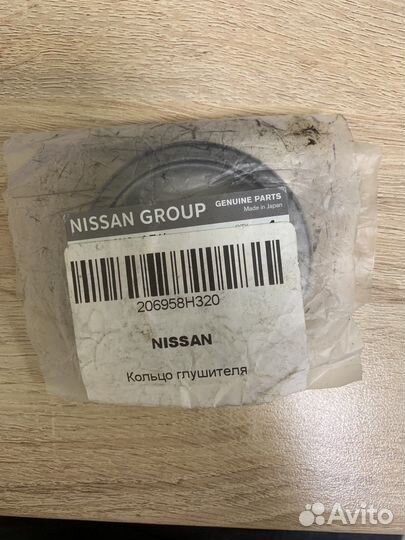 NISSAN GROUP
GENUINE PARTS
Made in Japan
206958H320
NISSAN
Кольцо глушителя
Avito